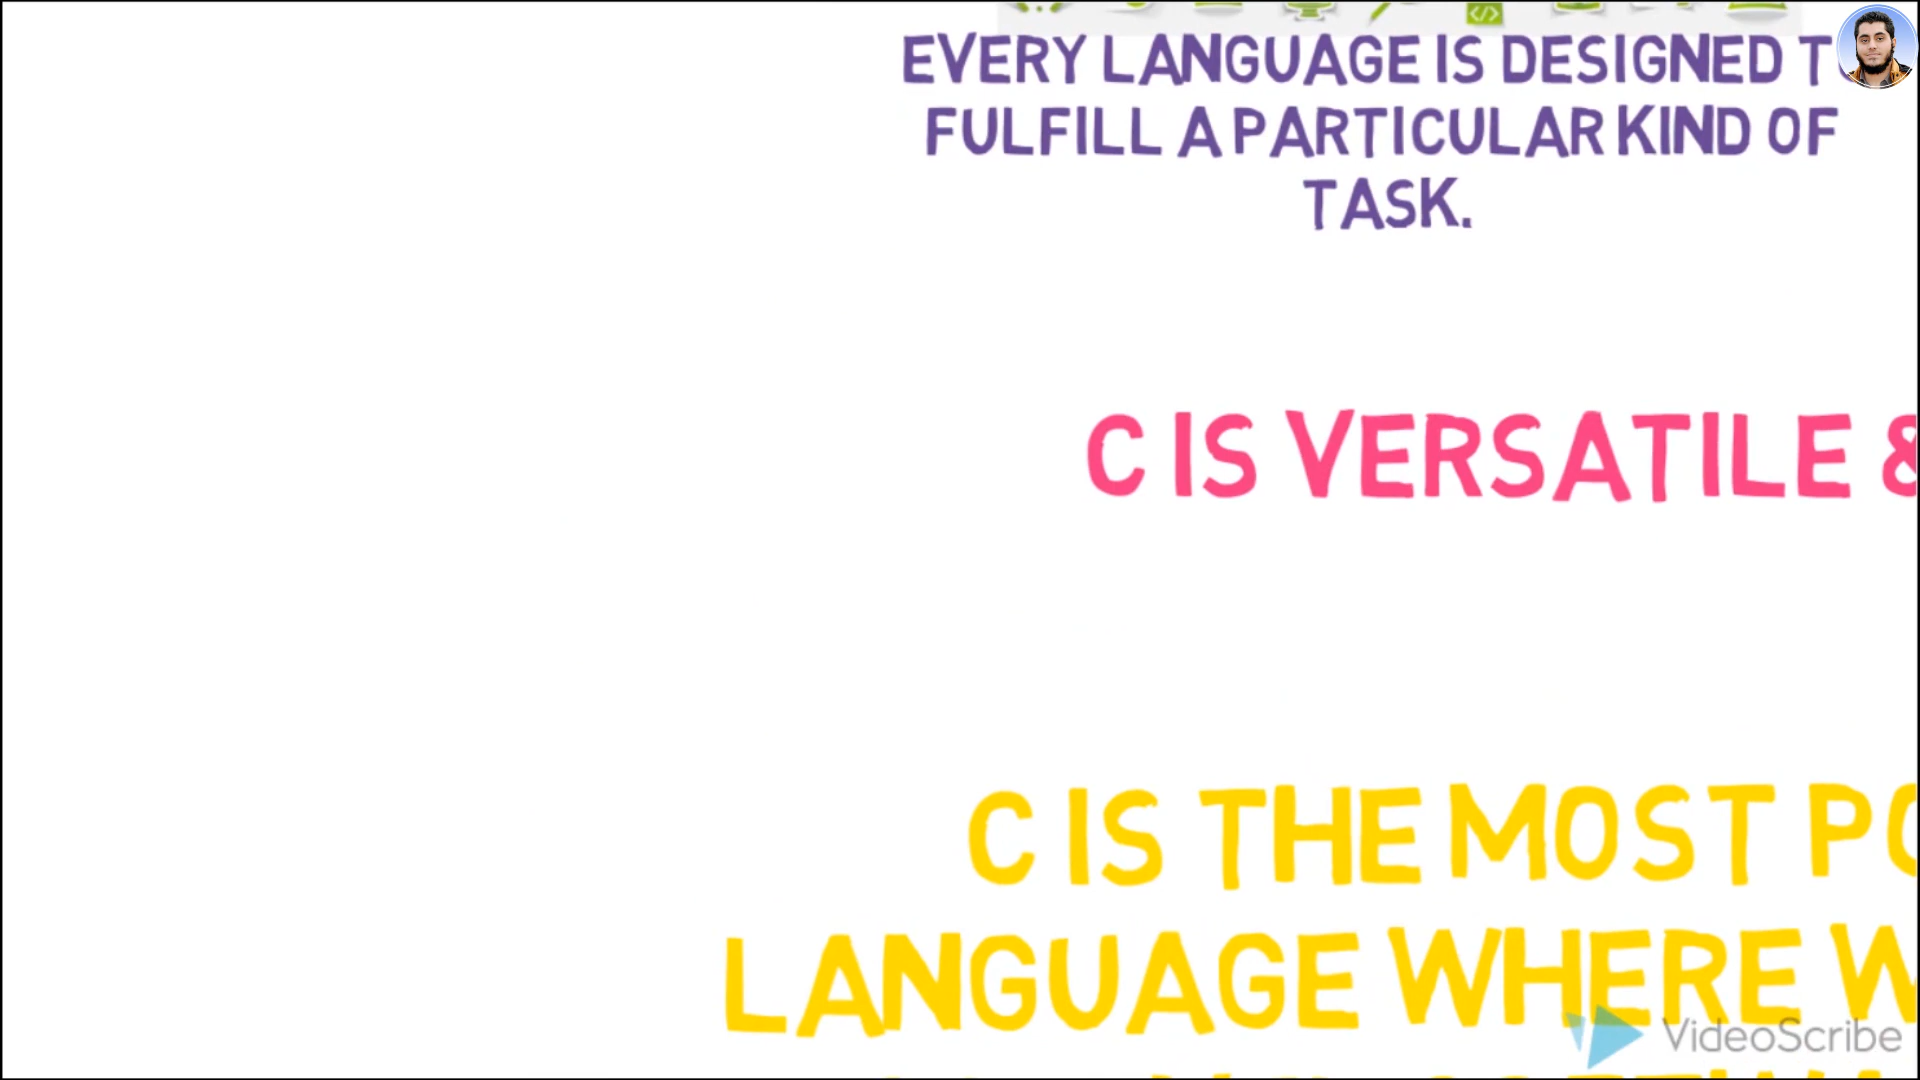 </>
EVERY LANGUAGE IS DESIGNED T
FULFILL A PARTICULAR KIND OF
TASK.
C IS VERSATILE &
C IS THE MOST
LANGUAGE WHERE
VideoScribe